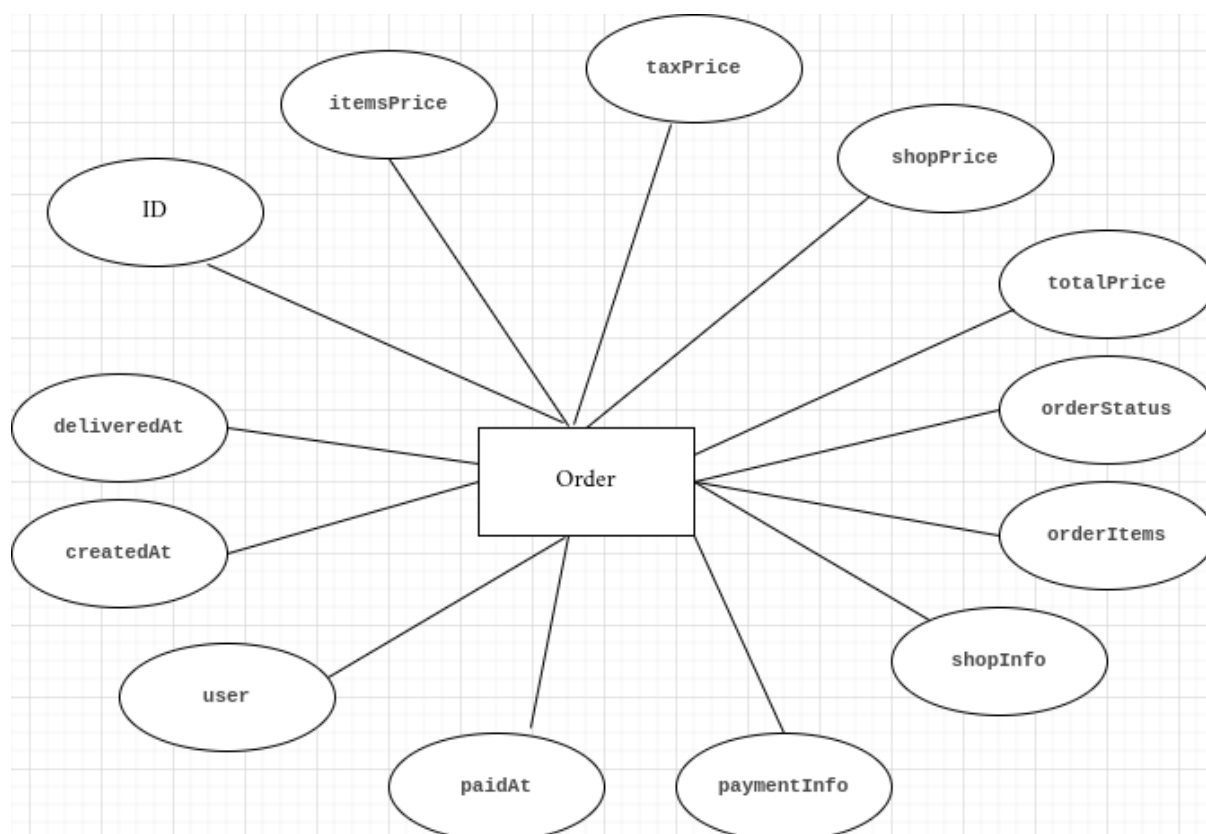 taxPrice
itemsPrice
shopPrice
ID
totalPrice
orderStatus
deliveredAt
Order
orderItems
createdAt
shopInfo
user
paidAt
paymentInfo